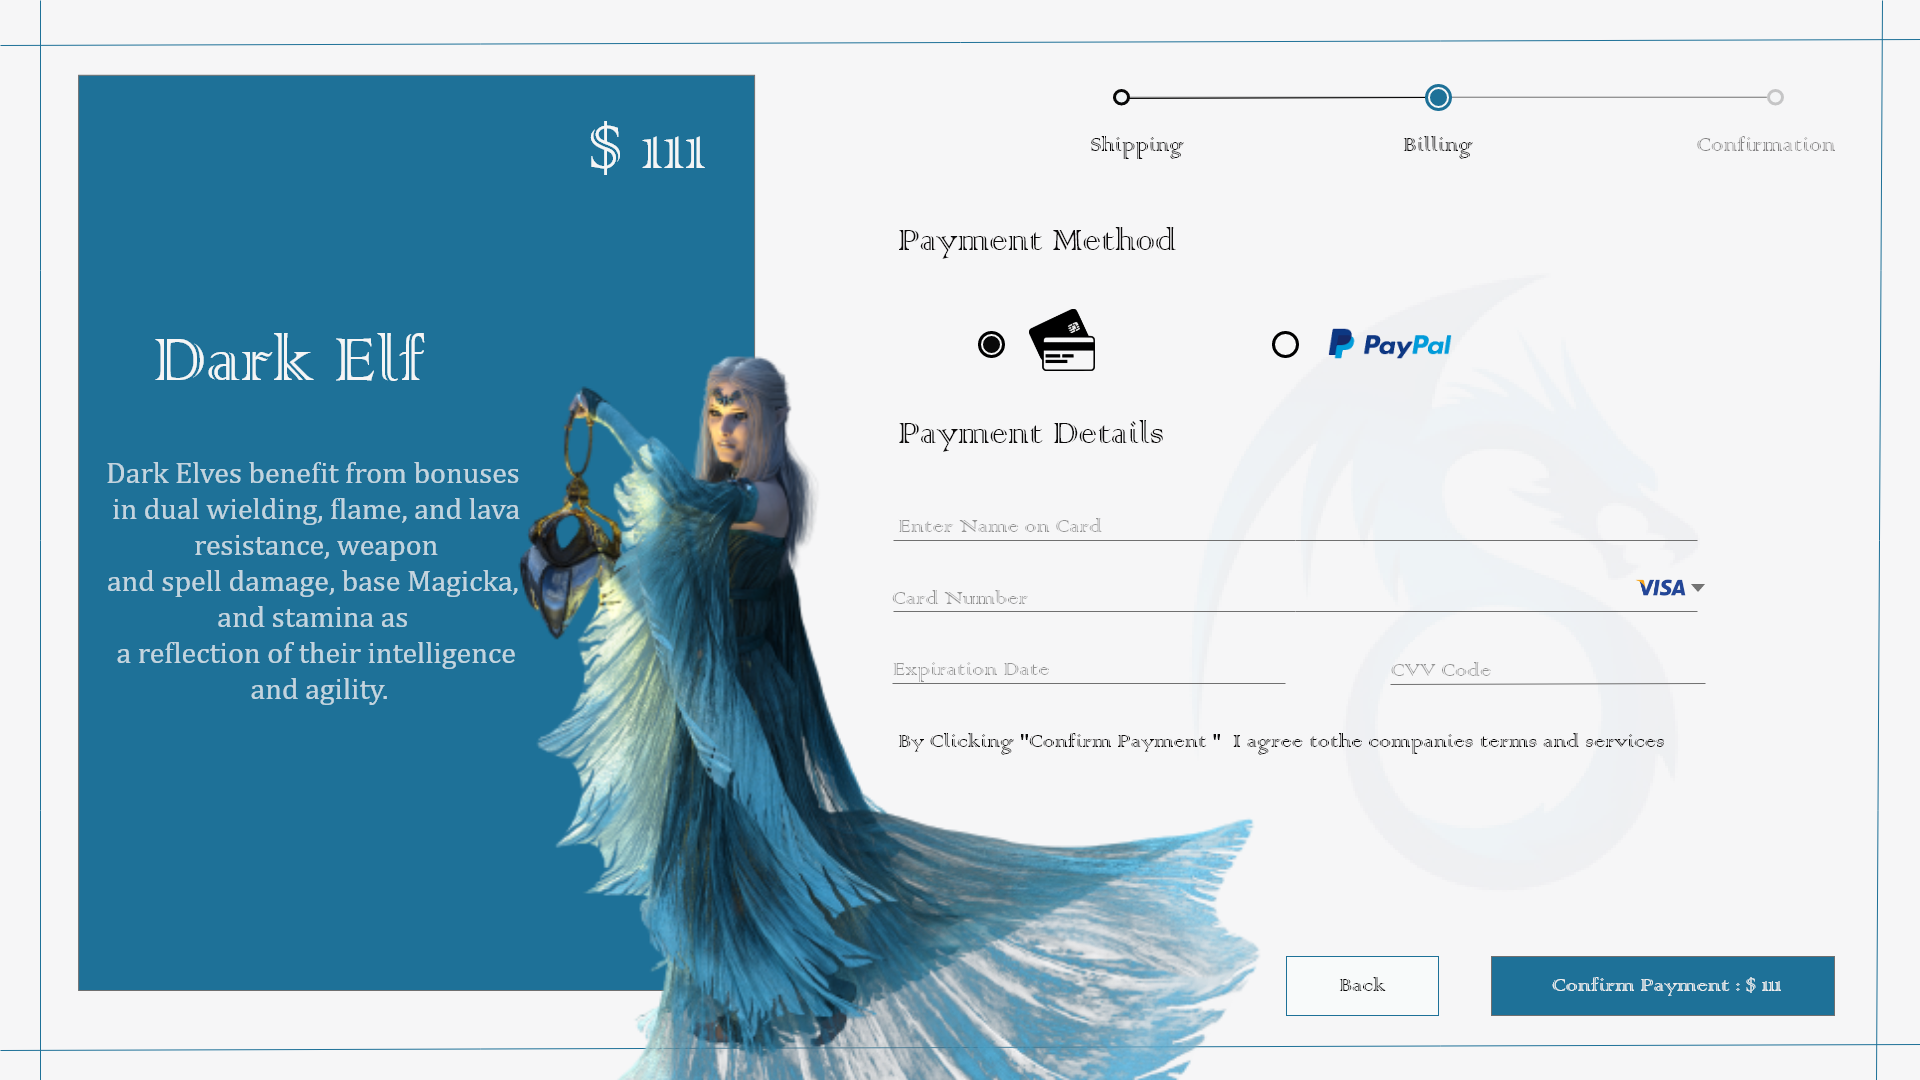 $ 111
Dark Elf
Dark Elves benefit from bonuses
in dual wielding, flame, and lava
resistance, weapon
and spell damage, base Magicka,
and stamina as
a reflection of their intelligence
and agility.
Shipping
Billing
Confirmation
Payment Method
PayPal
Payment Details
Enter Name on Card
Card Number
VISA
Expiration Date
CVV Code
By Clicking "Confirm Payment "  I agree tothe companies terms and services
Back
Confirm Payment : $ 111